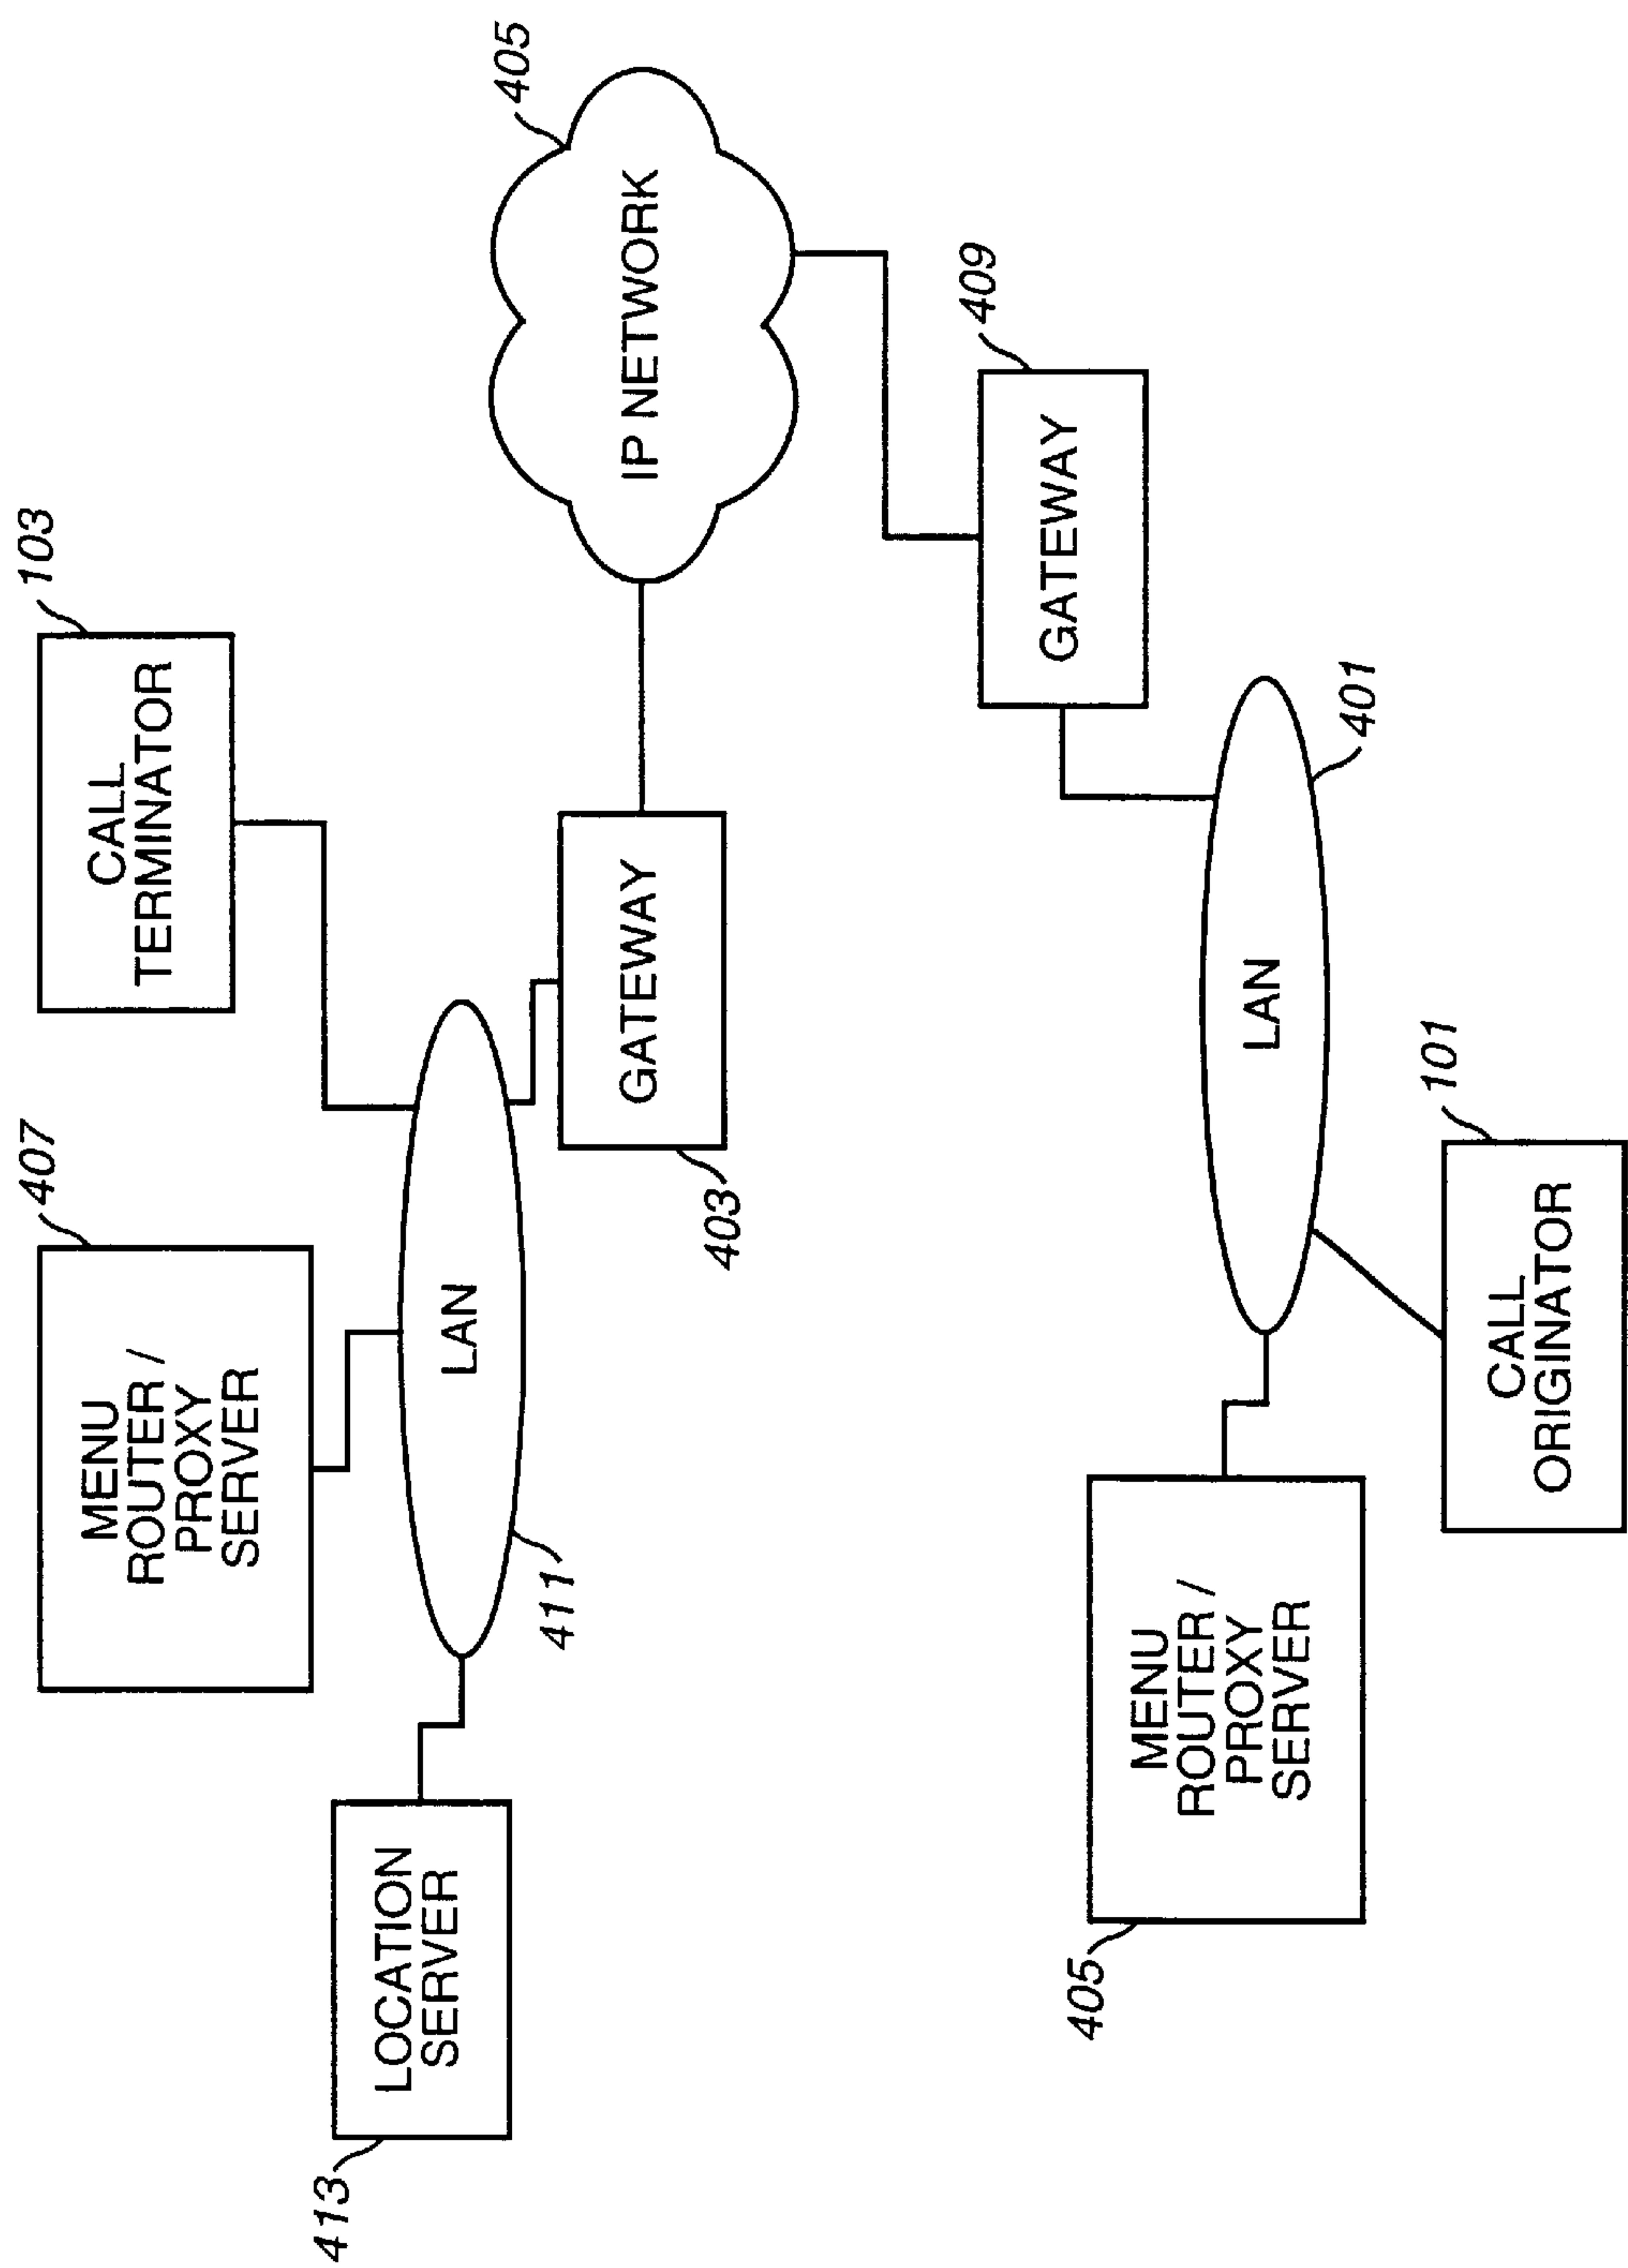 413
LOCATION
SERVER
407
MENU
ROUTER /
PROXY
SERVER
103
CALL
TERMINATOR
411
LAN
403
GATEWAY
405
IP NETWORK
409
GATEWAY
405
MENU
ROUTER /
PROXY
SERVER
LAN
401
101
CALL
ORIGINATOR